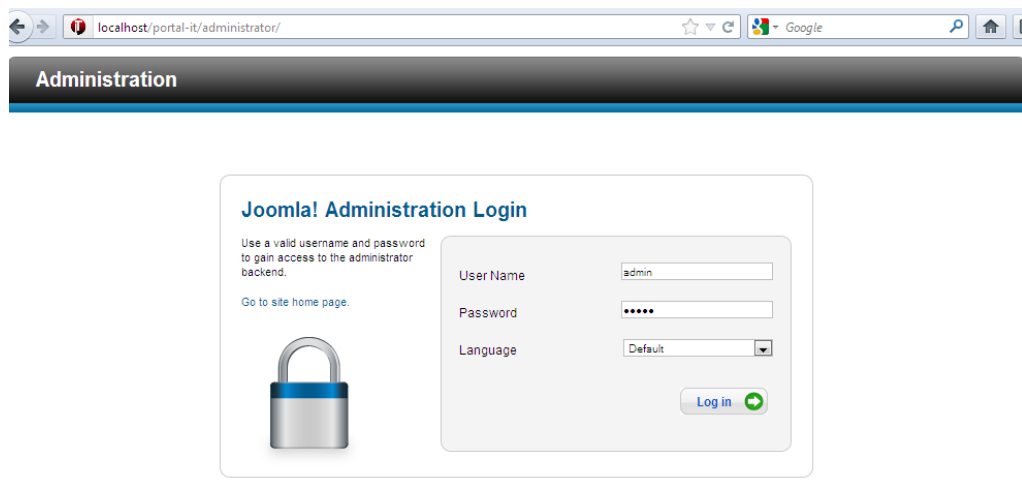 localhost/portal-it/administrator/
Google
Administration
Joomla! Administration Login
Use a valid username and password
to gain access to the administrator
backend.
Go to site home page.
User Name
admin
Password
•••••
Language
Default
Log in